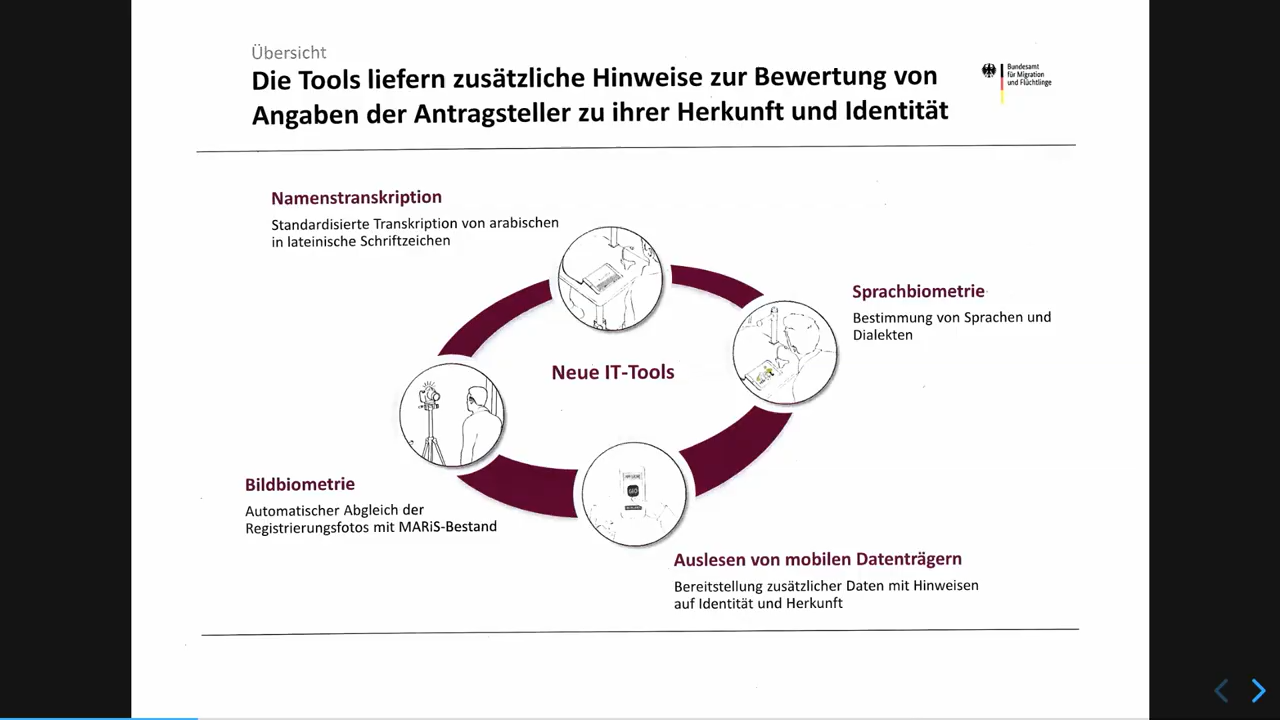 Übersicht
Die Tools liefern zusätzliche Hinweise zur Bewertung von
Angaben der Antragsteller zu ihrer Herkunft und Identität
Bundesamt
für Migration
und Flüchtlinge
Namenstranskription
Standardisierte Transkription von arabischen
in lateinische Schriftzeichen
Sprachbiometrie
Bestimmung von Sprachen und
Dialekten
Neue IT-Tools
Bildbiometrie
Automatischer Abgleich der
Registrierungsfotos mit MARiS-Bestand
Auslesen von mobilen Datenträgern
Bereitstellung zusätzlicher Daten mit Hinweisen
auf Identität und Herkunft